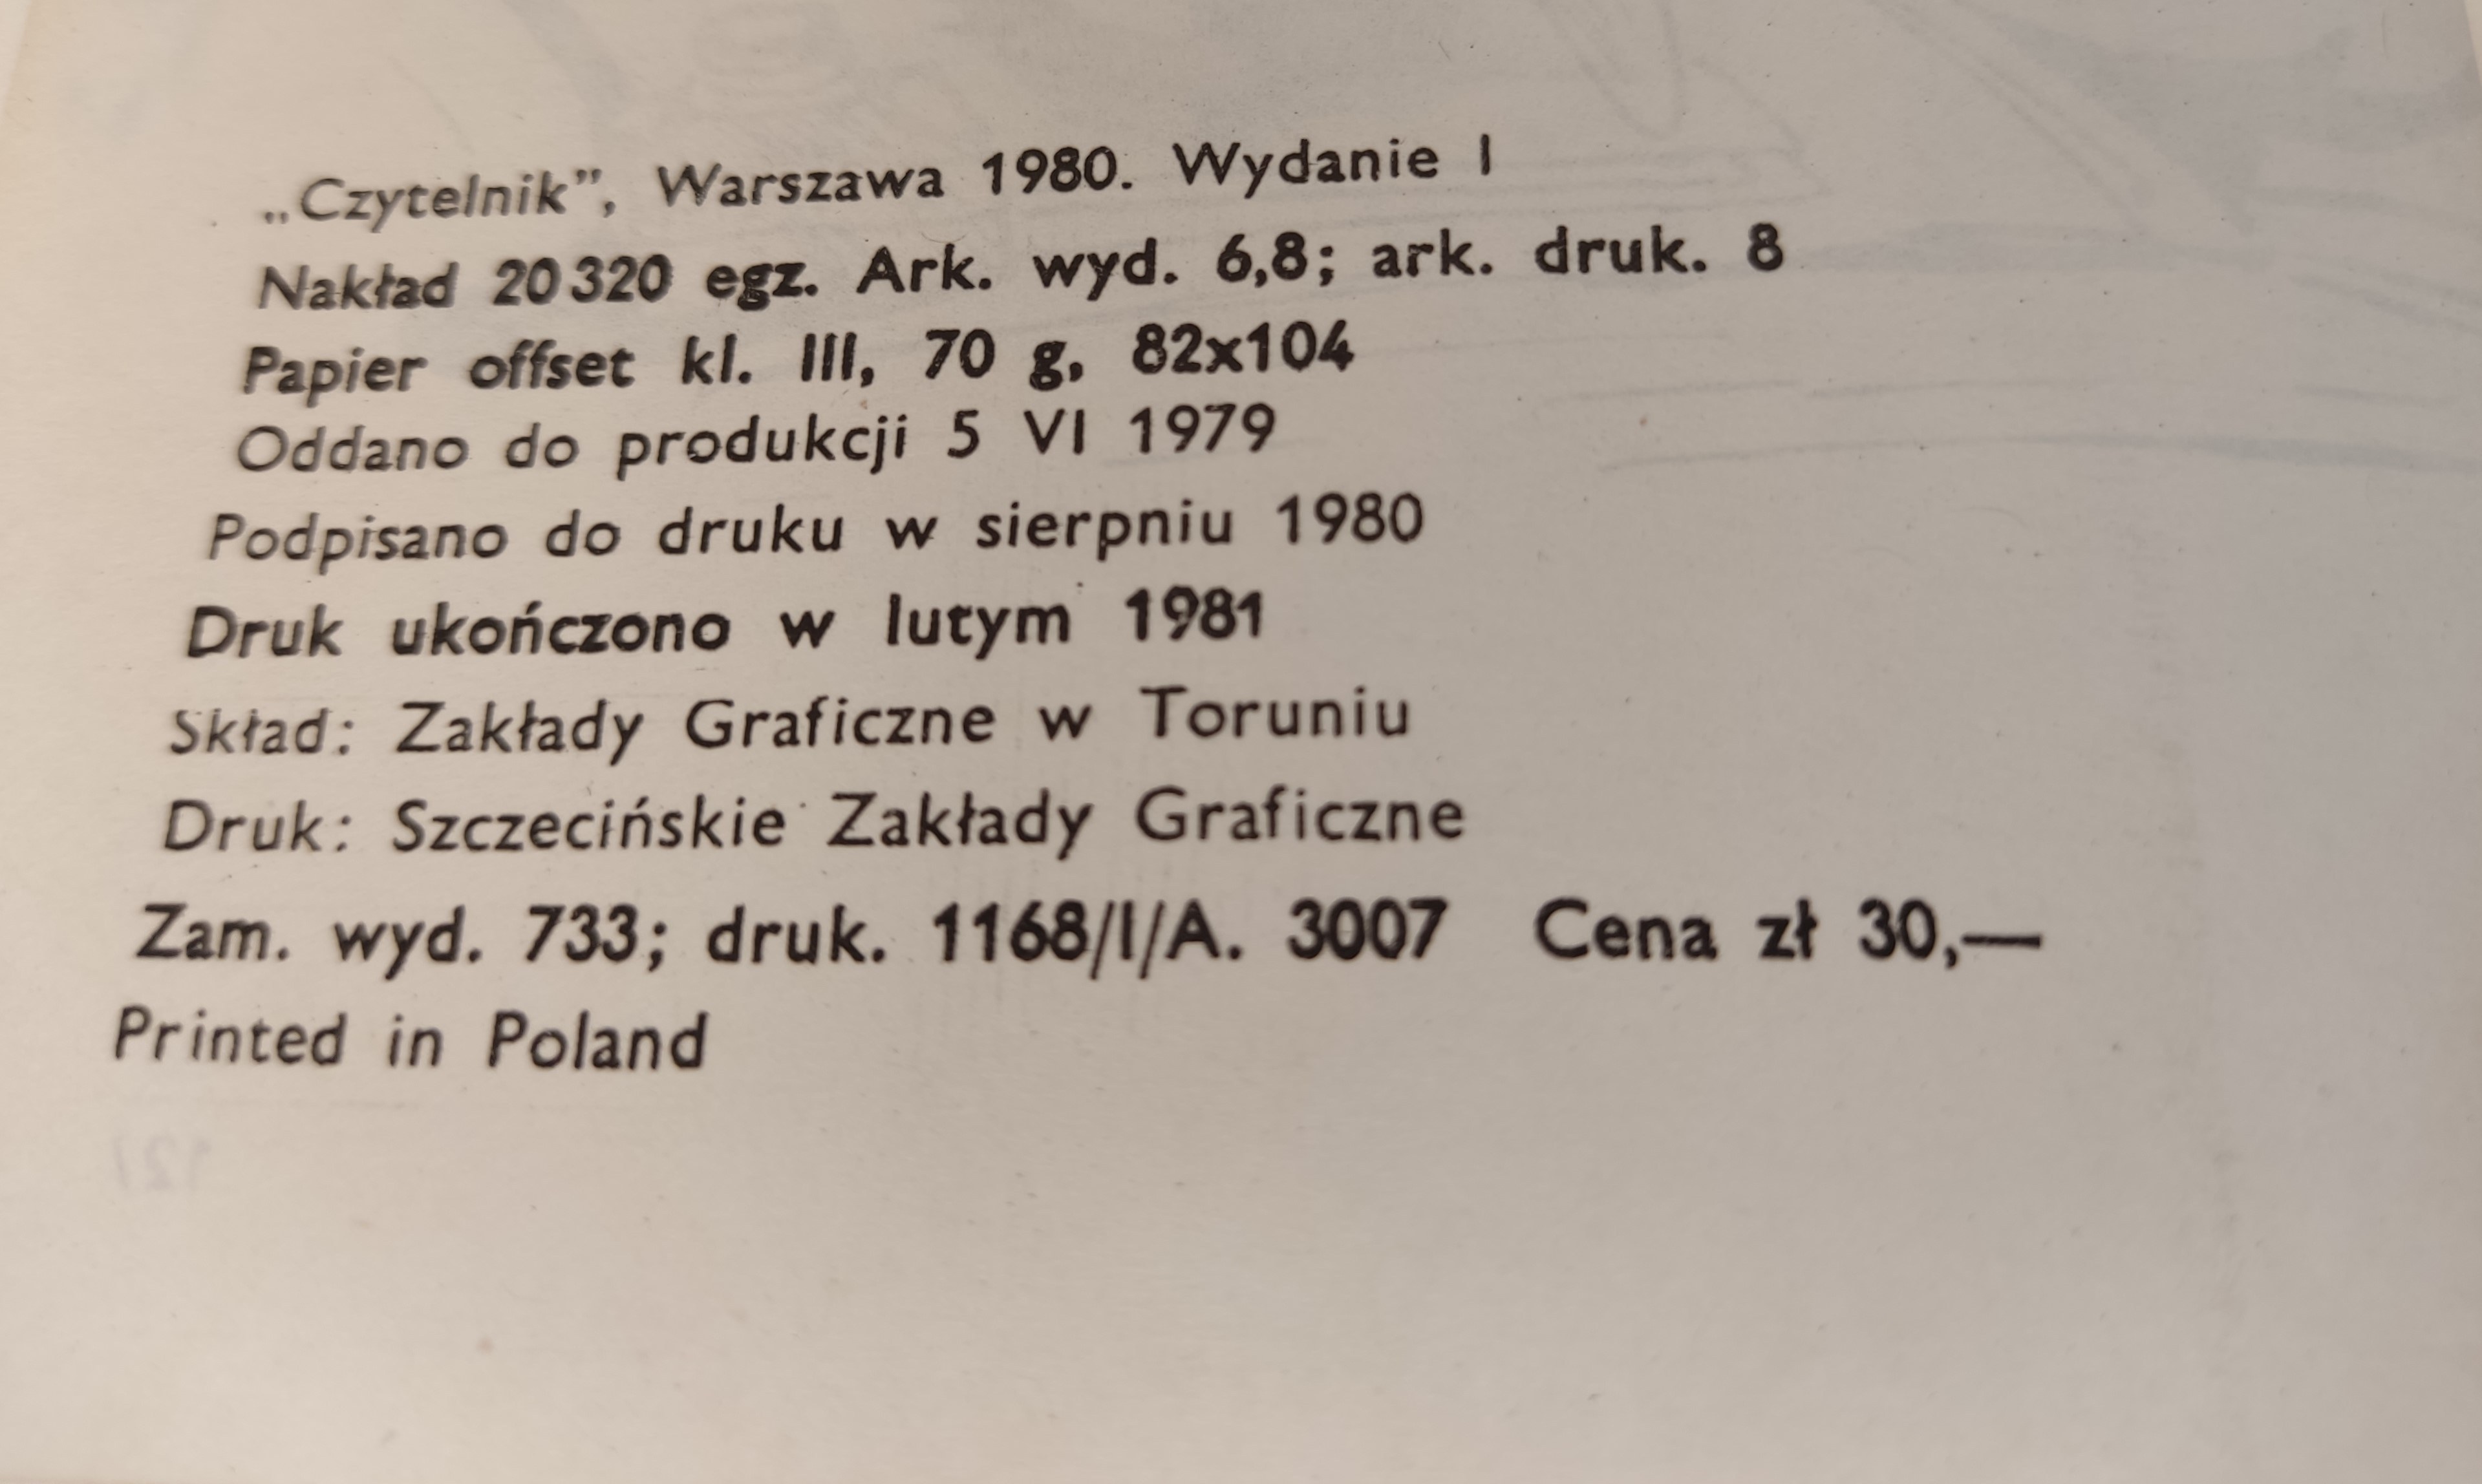 „Czytelnik”, Warszawa 1980. Wydanie I
Nakład 20 320 egz. Ark. wyd. 6,8; ark. druk. 8
Papier offset kl. III, 70 g, 82x104
Oddano do produkcji 5 VI 1979
Podpisano do druku w sierpniu 1980
Druk ukończono w lutym 1981
Skład: Zakłady Graficzne w Toruniu
Druk: Szczecińskie Zakłady Graficzne
Zam. wyd. 733; druk. 1168/I/A. 3007 Cena zł 30,—
Printed in Poland